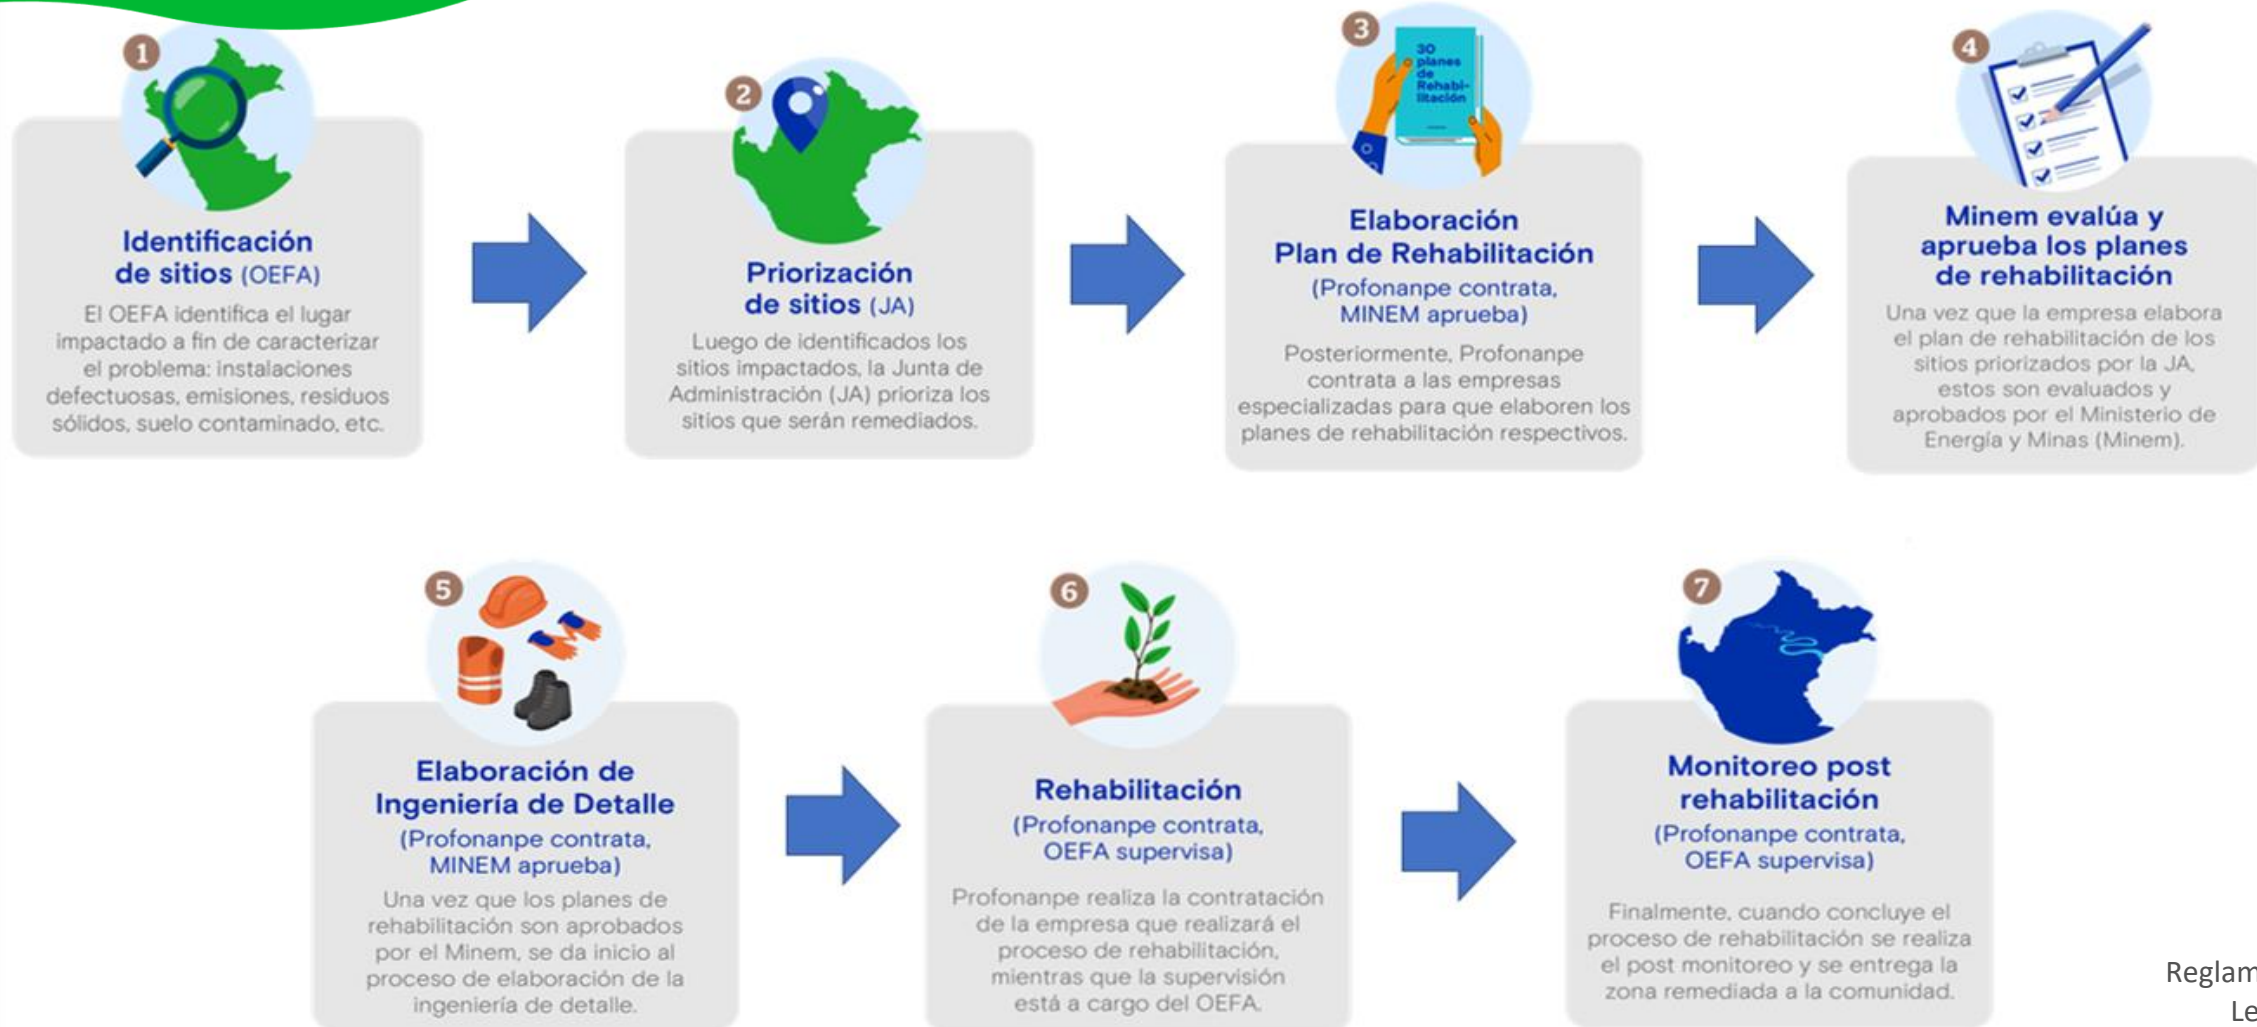 1
Identificación
de sitios (OEFA)
El OEFA identifica el lugar
impactado a fin de caracterizar
el problema: instalaciones
defectuosas, emisiones, residuos
sólidos, suelo contaminado, etc.
2
Priorización
de sitios (JA)
Luego de identificados los
sitios impactados, la Junta de
Administración (JA) prioriza los
sitios que serán remediados.
3
30
planes
de
Rehabi-
litación
Elaboración
Plan de Rehabilitación
(Profonanpe contrata,
MINEM aprueba)
Posteriormente, Profonanpe
contrata a las empresas
especializadas para que elaboren los
planes de rehabilitación respectivos.
4
Minem evalúa y
aprueba los planes
de rehabilitación
Una vez que la empresa elabora
el plan de rehabilitación de los
sitios priorizados por la JA,
estos son evaluados y
aprobados por el Ministerio de
Energía y Minas (Minem).
5
Elaboración de
Ingeniería de Detalle
(Profonanpe contrata,
MINEM aprueba)
Una vez que los planes de
rehabilitación son aprobados
por el Minem, se da inicio al
proceso de elaboración de la
ingeniería de detalle.
6
Rehabilitación
(Profonanpe contrata,
OEFA supervisa)
Profonanpe realiza la contratación
de la empresa que realizará el
proceso de rehabilitación,
mientras que la supervisión
está a cargo del OEFA.
7
Monitoreo post
rehabilitación
(Profonanpe contrata,
OEFA supervisa)
Finalmente, cuando concluye el
proceso de rehabilitación se realiza
el post monitoreo y se entrega la
zona remediada a la comunidad.
Reglam
Le